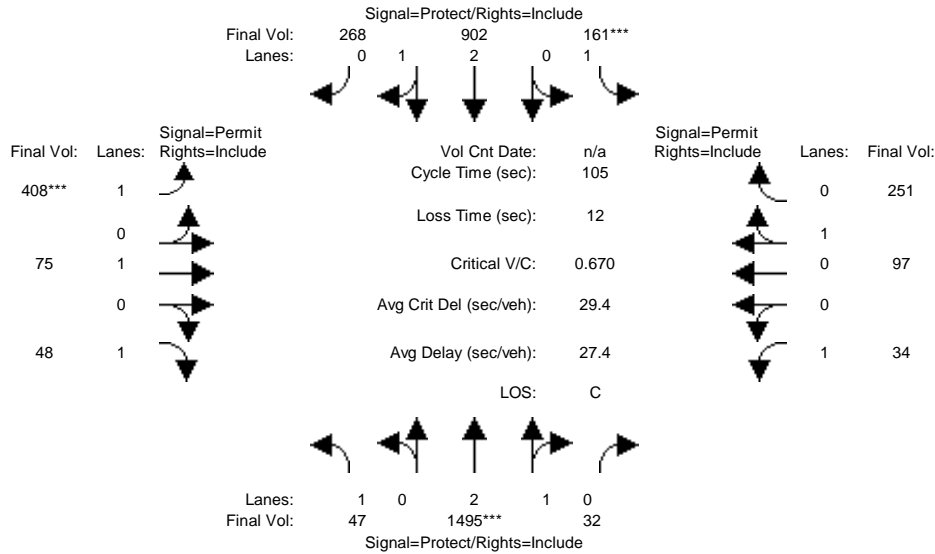 Signal=Protect/Rights=Include
Final Vol: 268 902 161***
Lanes: 0 1 2 0 1
Signal=Permit
Final Vol: Lanes: Rights=Include
Vol Cnt Date: n/a
Signal=Permit
Rights=Include Lanes: Final Vol:
Cycle Time (sec): 105
408*** 1
0 251
Loss Time (sec): 12
0
1
75 1
Critical V/C: 0.670
0 97
0
Avg Crit Del (sec/veh): 29.4
0
48 1
Avg Delay (sec/veh): 27.4
1 34
LOS: C
Lanes: 1 0 2 1 0
Final Vol: 47 1495*** 32
Signal=Protect/Rights=Include